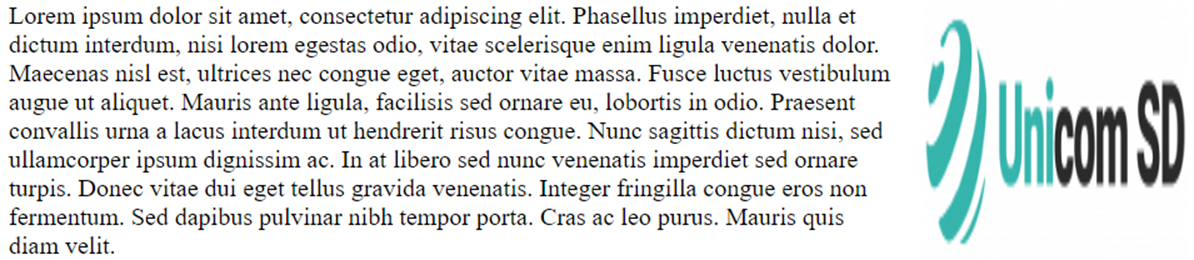 Lorem ipsum dolor sit amet, consectetur adipiscing elit. Phasellus imperdiet, nulla et
dictum interdum, nisi lorem egestas odio, vitae scelerisque enim ligula venenatis dolor.
Maecenas nisl est, ultrices nec congue eget, auctor vitae massa. Fusce luctus vestibulum
augue ut aliquet. Mauris ante ligula, facilisis sed ornare eu, lobortis in odio. Praesent
convallis urna a lacus interdum ut hendrerit risus congue. Nunc sagittis dictum nisi, sed
ullamcorper ipsum dignissim ac. In at libero sed nunc venenatis imperdiet sed ornare
turpis. Donec vitae dui eget tellus gravida venenatis. Integer fringilla congue eros non
fermentum. Sed dapibus pulvinar nibh tempor porta. Cras ac leo purus. Mauris quis
diam velit.
Unicom SD